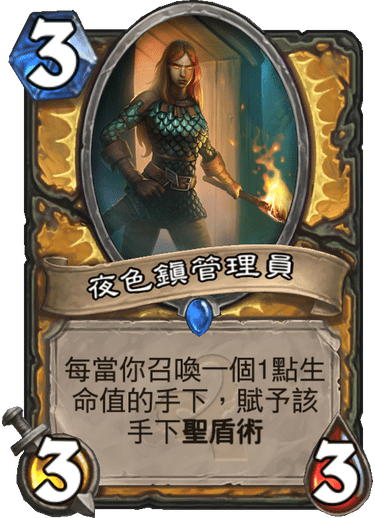 3
夜色鎮管理員
每當你召喚一個1點生
命值的手下，賦予該
手下聖盾術
3
3